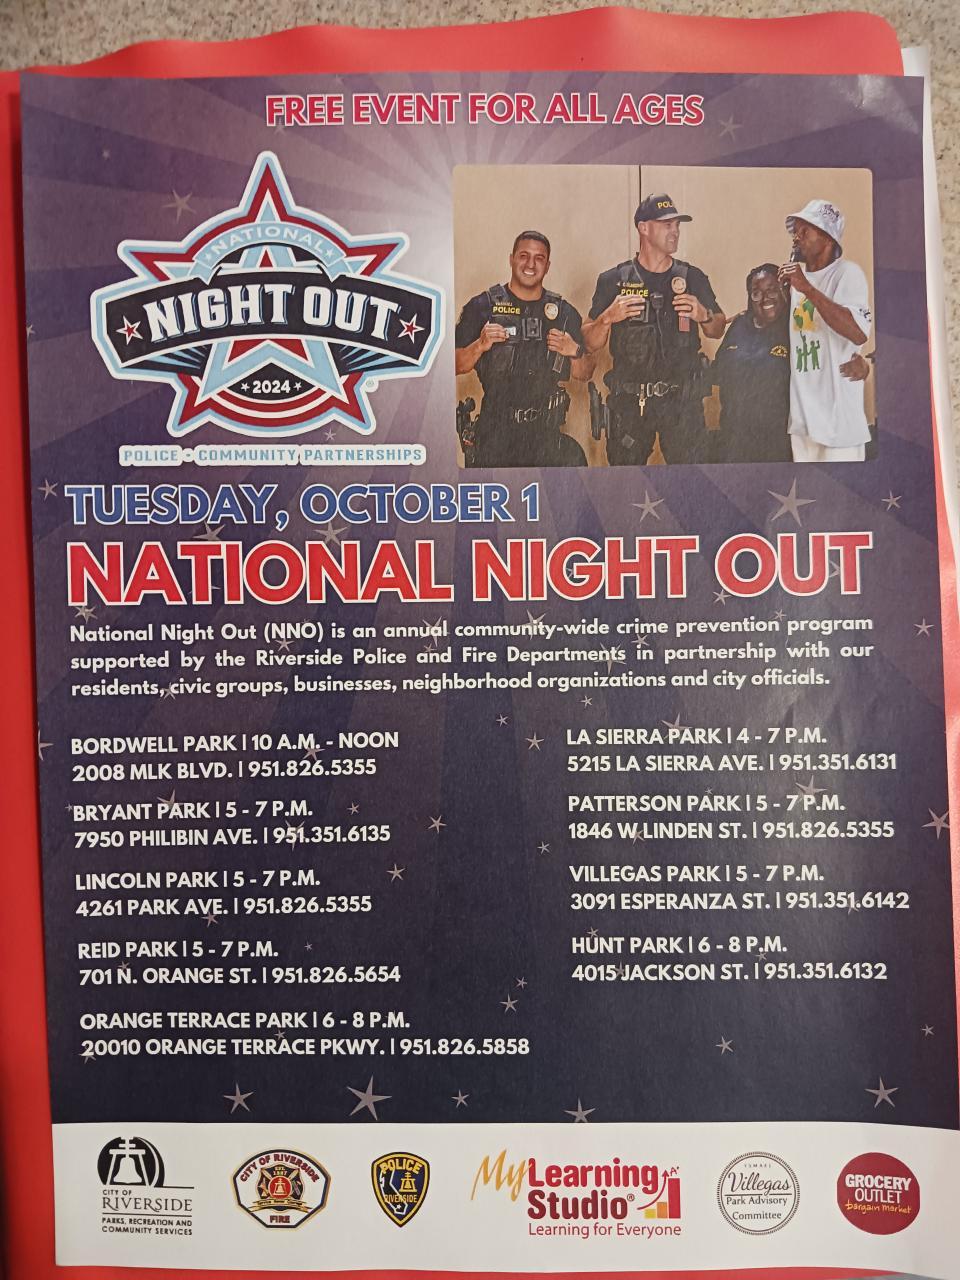 FREE EVENT FOR ALL AGES
NATIONAL
NIGHT OUT
2024
POLICE • COMMUNITY PARTNERSHIPS
POLICE
POLICE
TUESDAY, OCTOBER 1
NATIONAL NIGHT OUT
National Night Out (NNO) is an annual community-wide crime prevention program
supported by the Riverside Police and Fire Departments in partnership with our
residents, civic groups, businesses, neighborhood organizations and city officials.
BORDWELL PARK | 10 A.M. - NOON
2008 MLK BLVD. | 951.826.5355
BRYANT PARK | 5 - 7 P.M.
7950 PHILIBIN AVE. | 951.351.6135
LINCOLN PARK | 5 - 7 P.M.
4261 PARK AVE. | 951.826.5355
REID PARK | 5 - 7 P.M.
701 N. ORANGE ST. | 951.826.5654
ORANGE TERRACE PARK | 6 - 8 P.M.
20010 ORANGE TERRACE PKWY. | 951.826.5858
LA SIERRA PARK | 4 - 7 P.M.
5215 LA SIERRA AVE. | 951.351.6131
PATTERSON PARK | 5 - 7 P.M.
1846 W LINDEN ST. | 951.826.5355
VILLEGAS PARK | 5 - 7 P.M.
3091 ESPERANZA ST. | 951.351.6142
HUNT PARK | 6 - 8 P.M.
4015 JACKSON ST. | 951.351.6132
CITY OF
RIVERSIDE
PARKS, RECREATION AND
COMMUNITY SERVICES
CITY OF RIVERSIDE
FIRE
POLICE
RIVERSIDE
My Learning
Studio®
Learning for Everyone
YSMAEL
Villegas
Park Advisory
Committee
GROCERY
OUTLET
bargain market